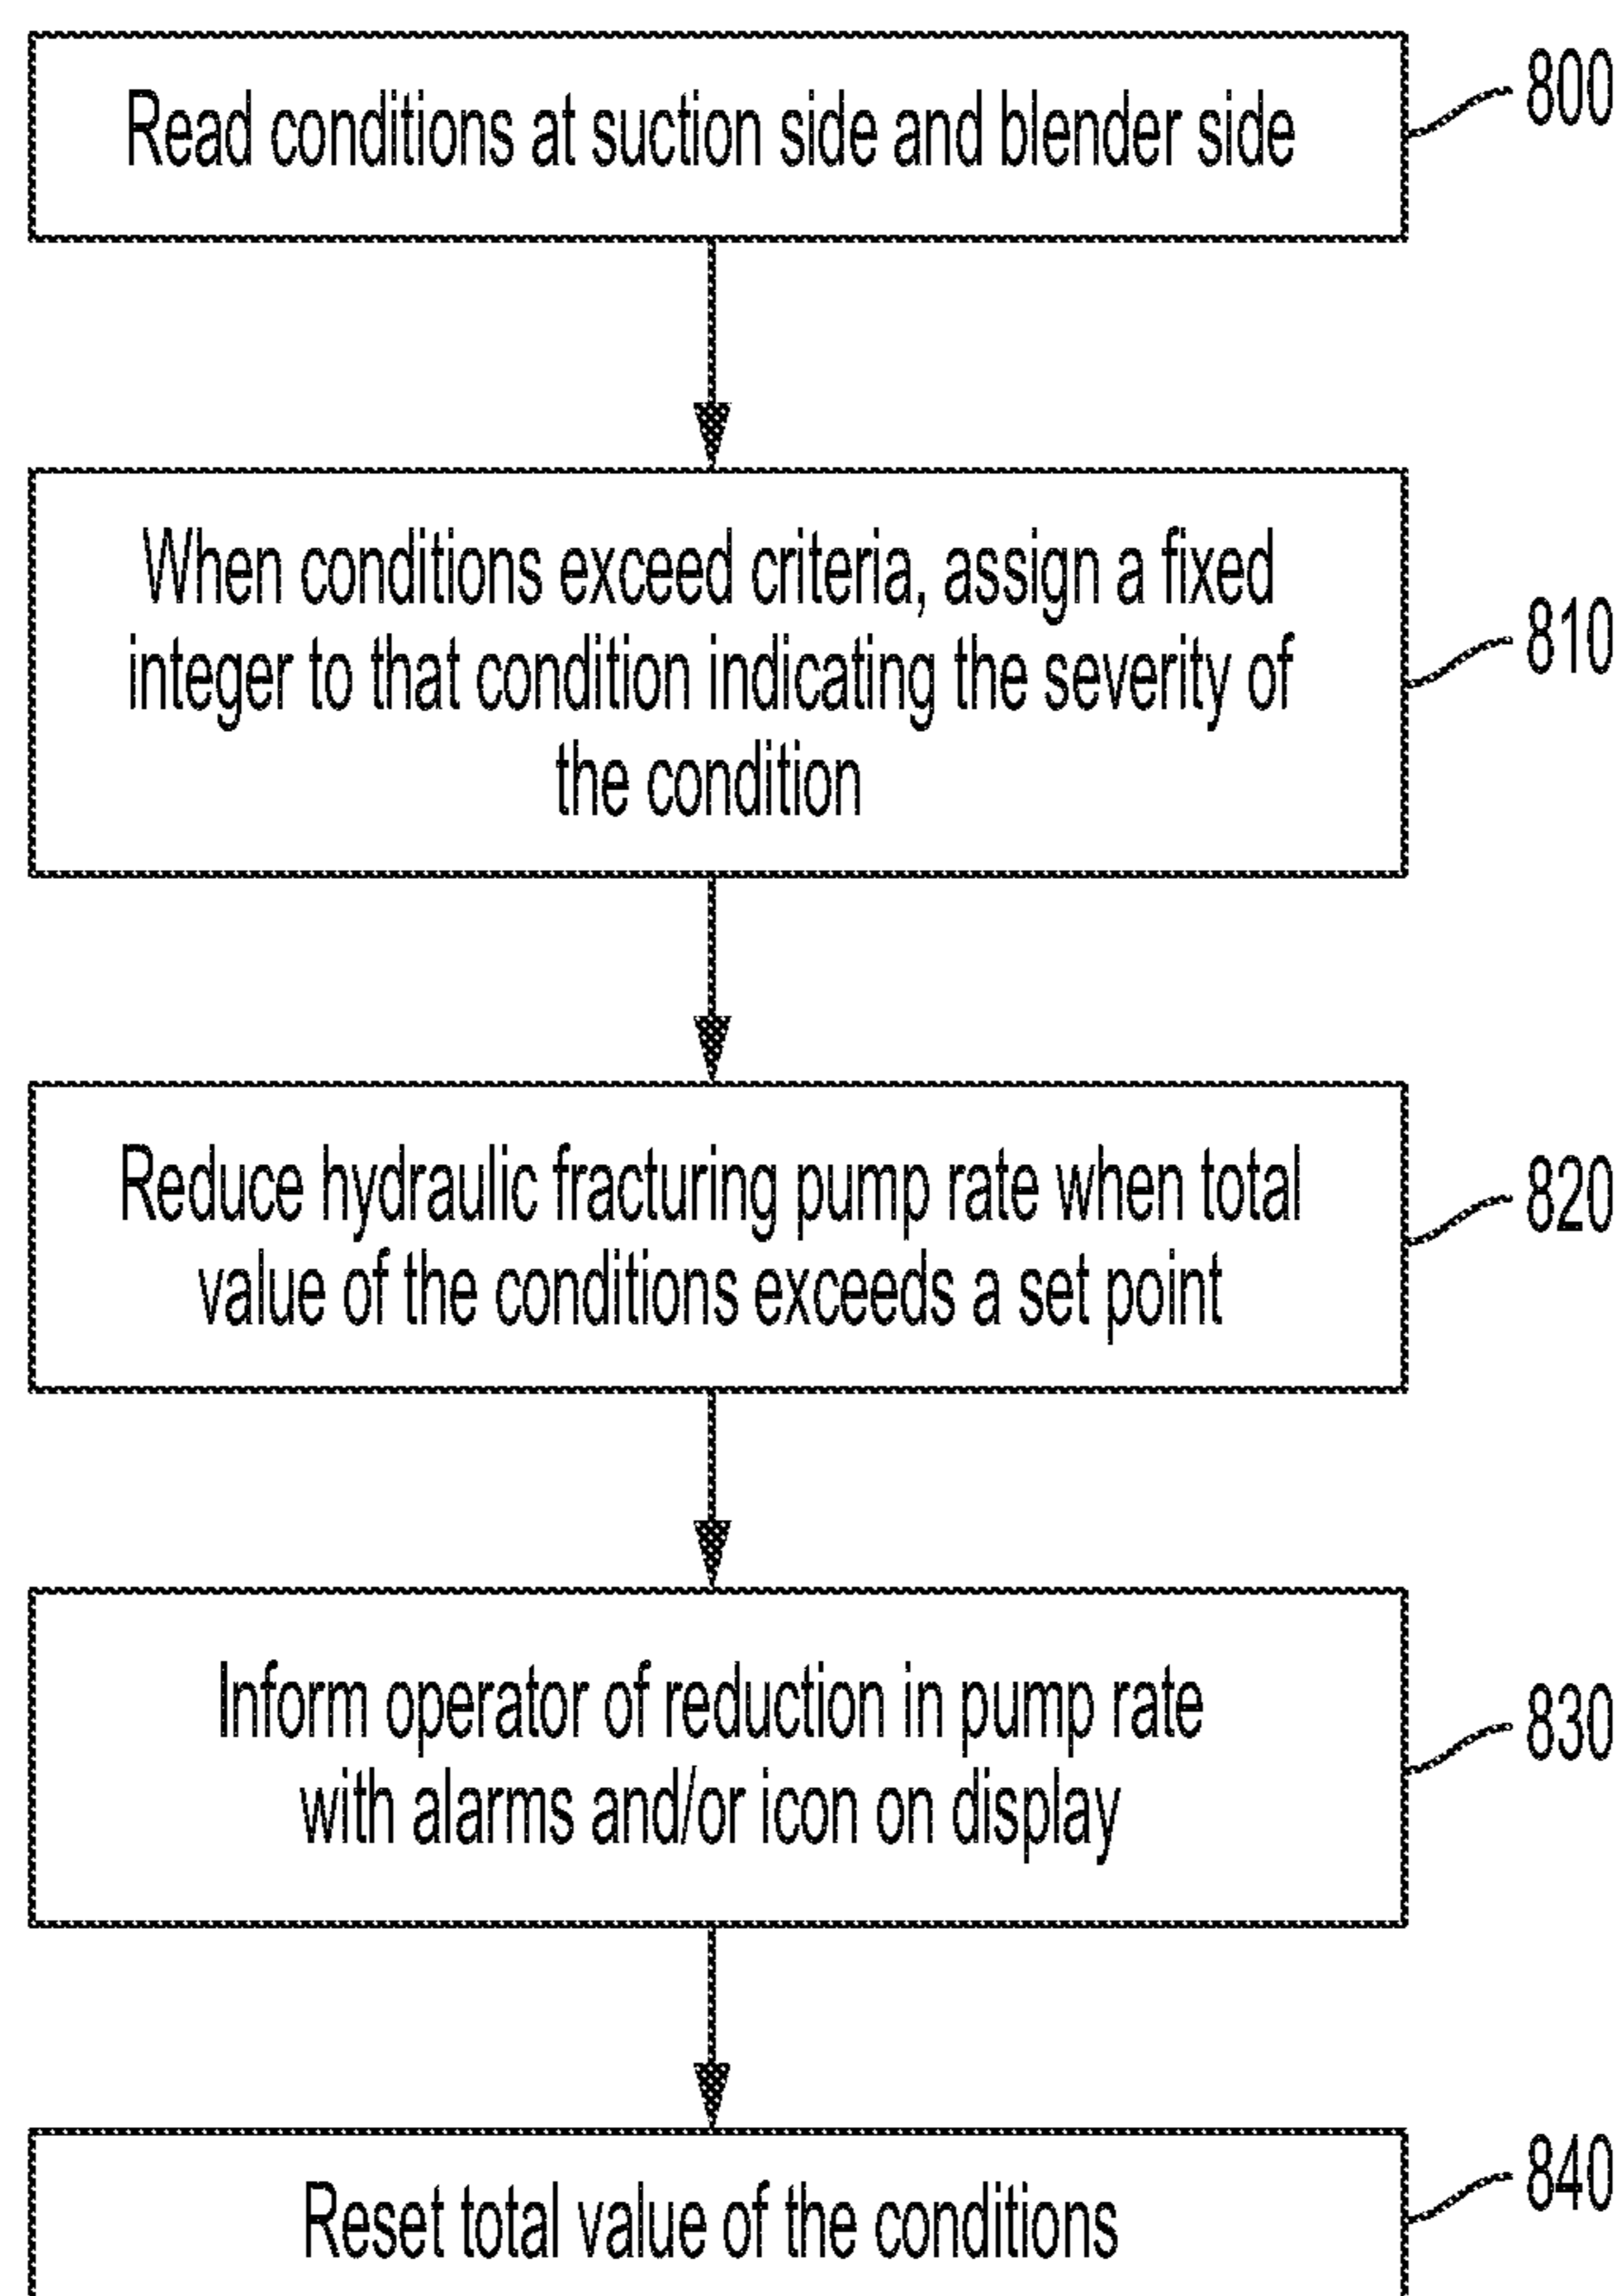 Read conditions at suction side and blender side
800
When conditions exceed criteria, assign a fixed
integer to that condition indicating the severity of
the condition
810
Reduce hydraulic fracturing pump rate when total
value of the conditions exceeds a set point
820
Inform operator of reduction in pump rate
with alarms and/or icon on display
830
Reset total value of the conditions
840